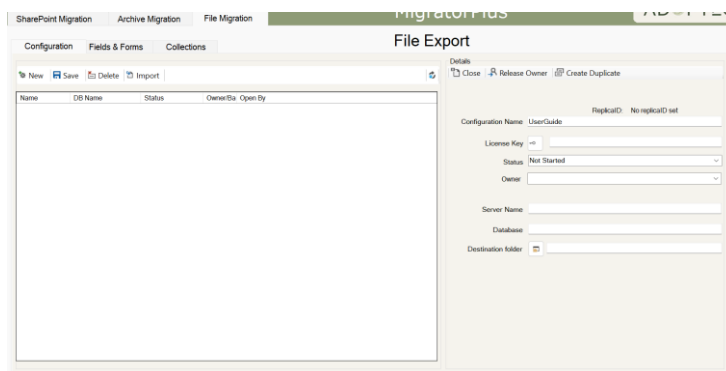 SharePoint Migration Archive Migration File Migration
MigratorPlus
Configuration Fields & Forms Collections
File Export
New Save Delete Import
Name DB Name Status Owner/Ba Open By
Details
Close Release Owner Create Duplicate
ReplicaID: No replicaID set
Configuration Name UserGuide
License Key
Status Not Started
Owner
Server Name
Database
Destination folder